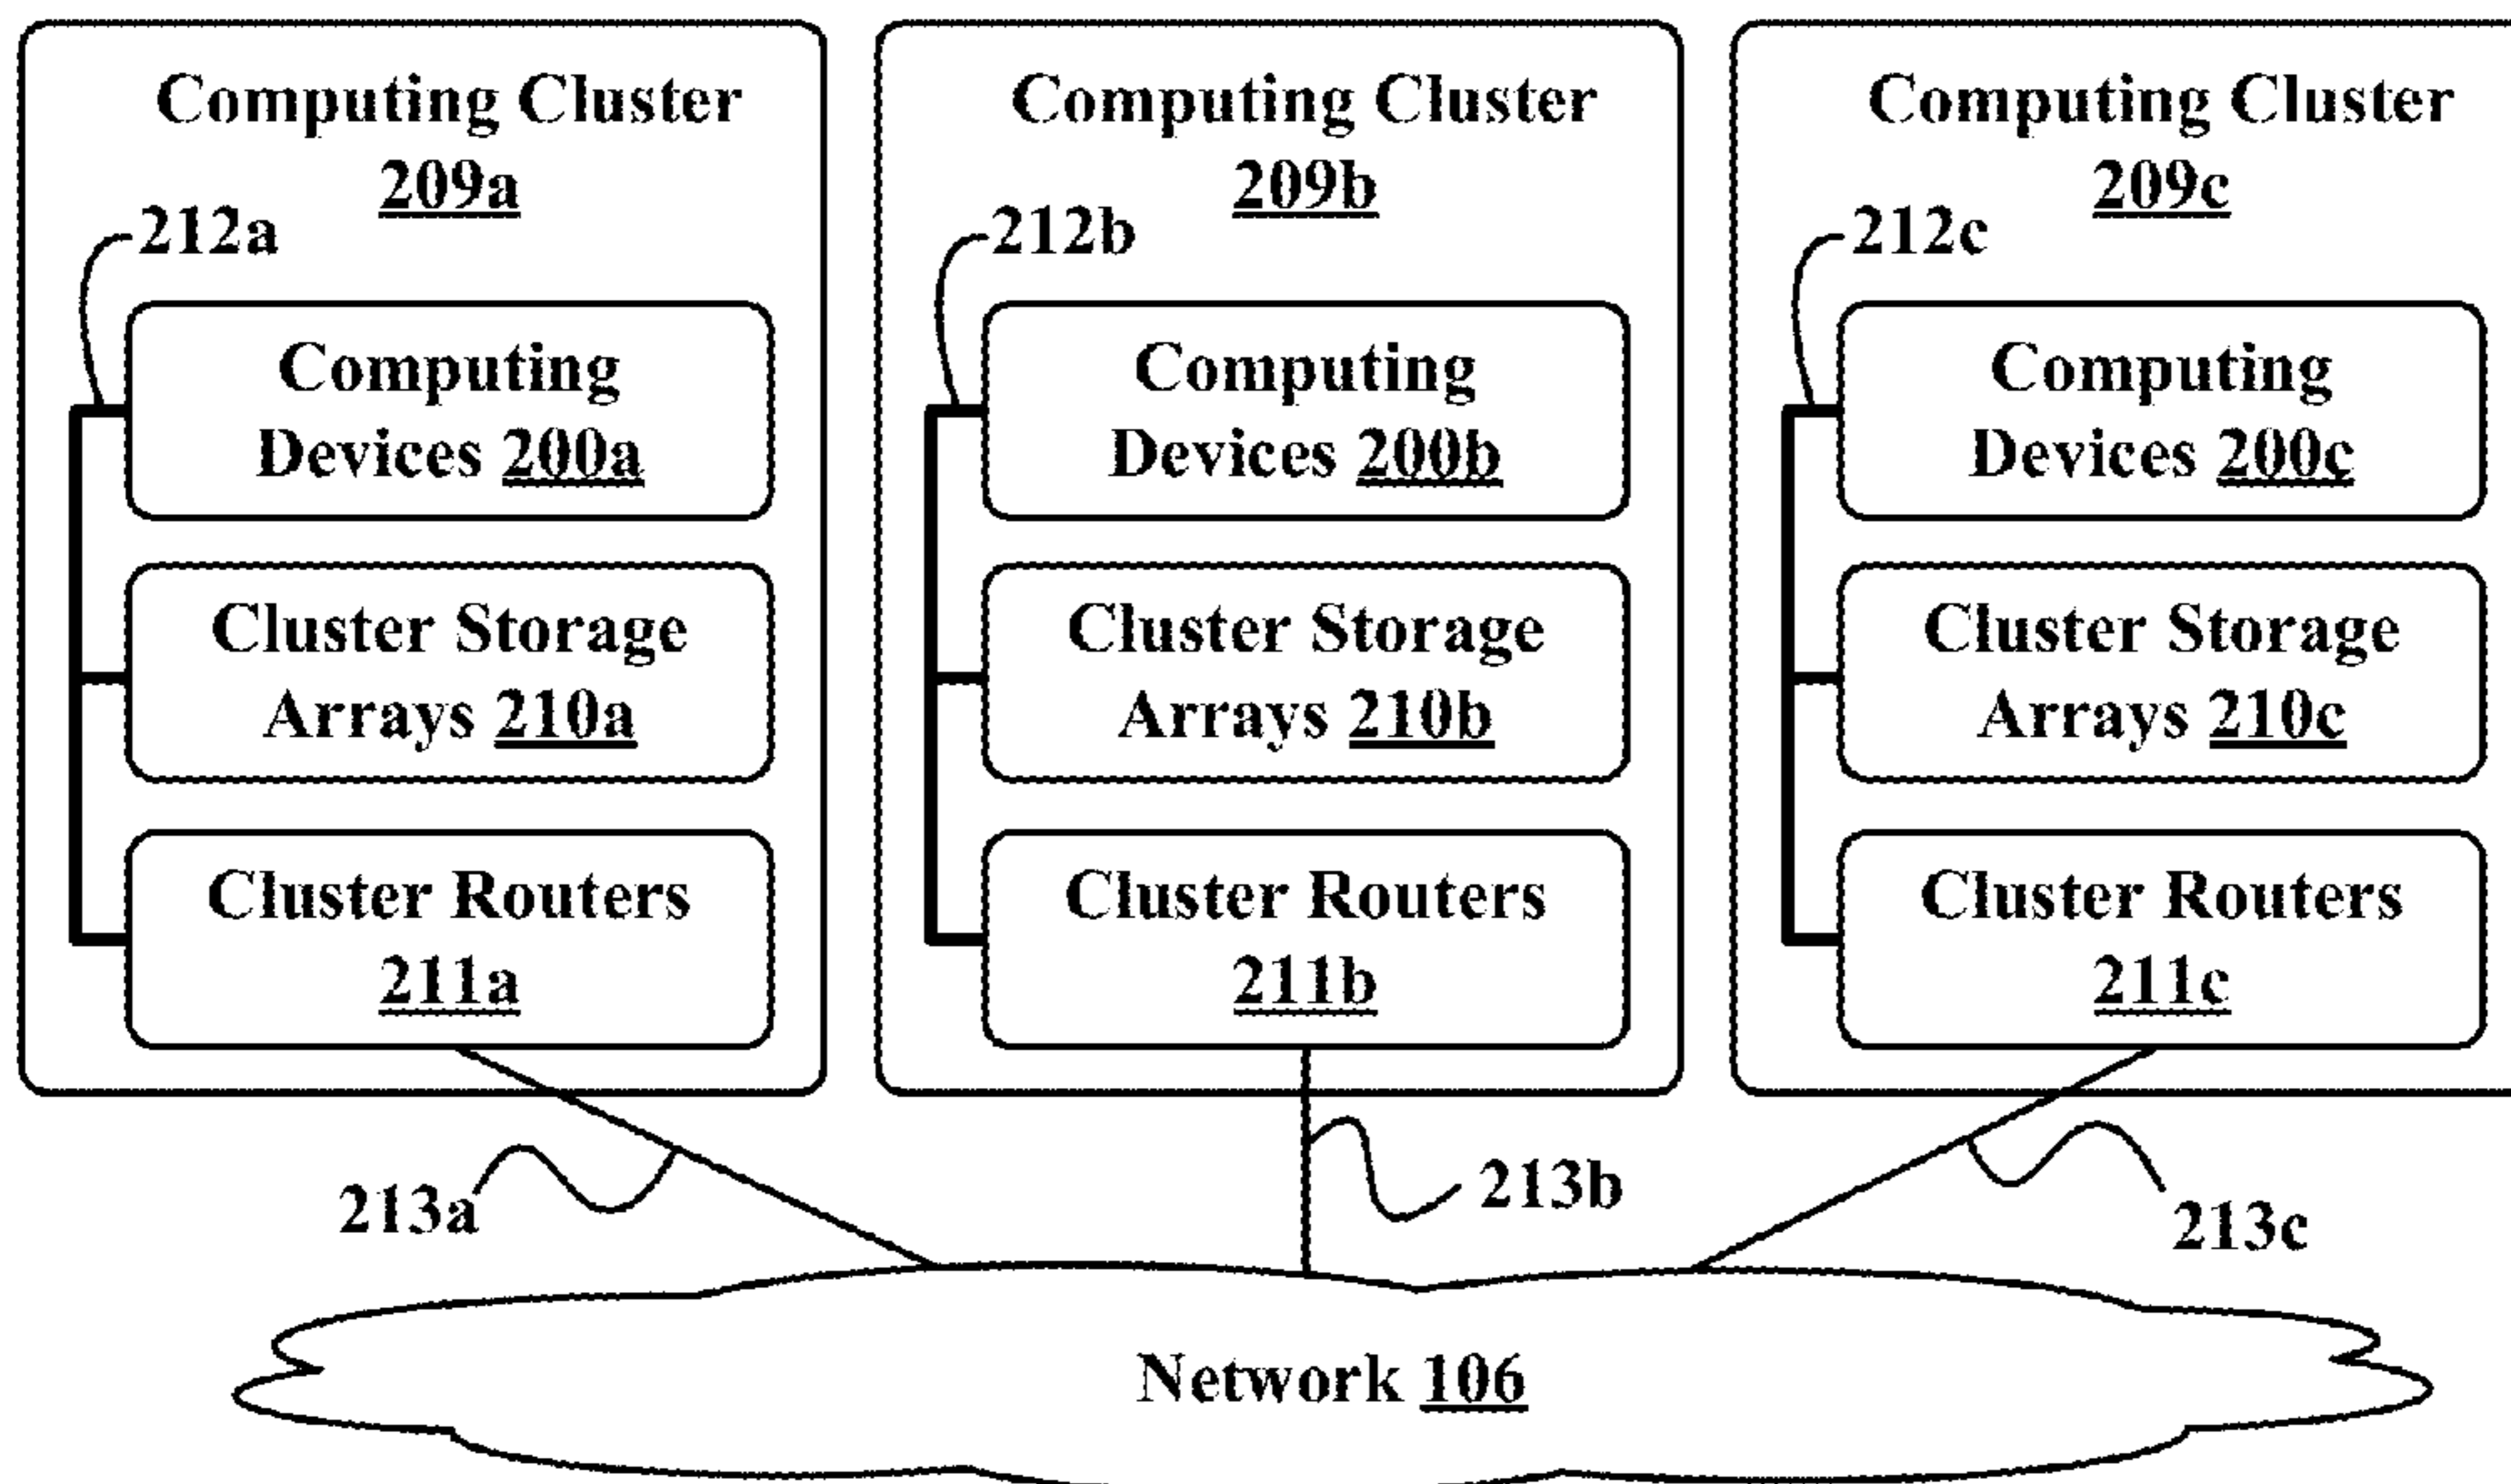 Computing Cluster
209a
212a
Computing
Devices 200a
Cluster Storage
Arrays 210a
Cluster Routers
211a
Computing Cluster
209b
212b
Computing
Devices 200b
Cluster Storage
Arrays 210b
Cluster Routers
211b
Computing Cluster
209c
212c
Computing
Devices 200c
Cluster Storage
Arrays 210c
Cluster Routers
211c
213a
213b
213c
Network 106